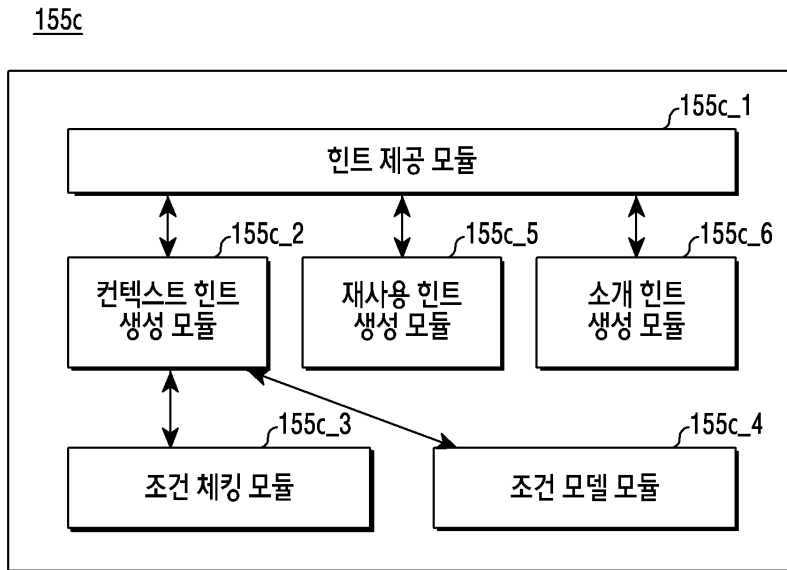 155c
155c_1
힌트 제공 모듈
155c_2
155c_5
155c_6
컨텍스트 힌트
생성 모듈
재사용 힌트
생성 모듈
소개 힌트
생성 모듈
155c_3
155c_4
조건 체킹 모듈
조건 모델 모듈